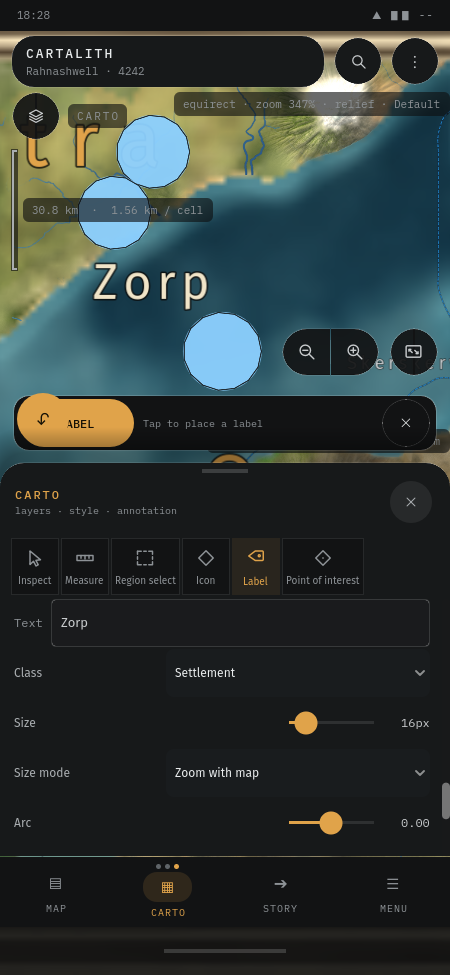 18:28
--
CARTALITH
Rahnashwell · 4242
equirect · zoom 347% · relief · Default
CARTO
tra
30.8 km · 1.56 km / cell
Zorp
ABEL
Tap to place a label
CARTO
layers · style · annotation
Inspect
Measure
Region select
Icon
Label
Point of interest
Text
Zorp
Class
Settlement
Size
16px
Size mode
Zoom with map
Arc
0.00
MAP
CARTO
STORY
MENU